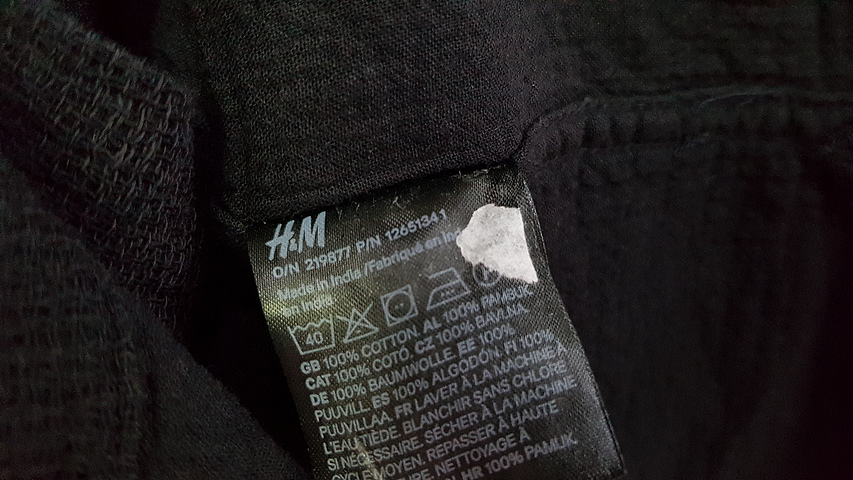 H&M
O/N 219877 P/N 1265134 1
Made in India /Fabriqué en
en India
40
GB 100% COTTON. AL 100% PAMBUK.
CAT 100% COTÓ. CZ 100% BAVLNA.
DE 100% BAUMWOLLE. EE 100%
PUUVILL. ES 100% ALGODÓN. FI 100%
PUUVILLAA. FR LAVER À LA MACHINE À
L'EAU TIÈDE. BLANCHIR SANS CHLORE
SI NÉCESSAIRE. SÉCHER À LA MACHINE
CYCLE MOYEN. REPASSER À HAUTE
NETTOYAGE À
HR 100% PAMUK.